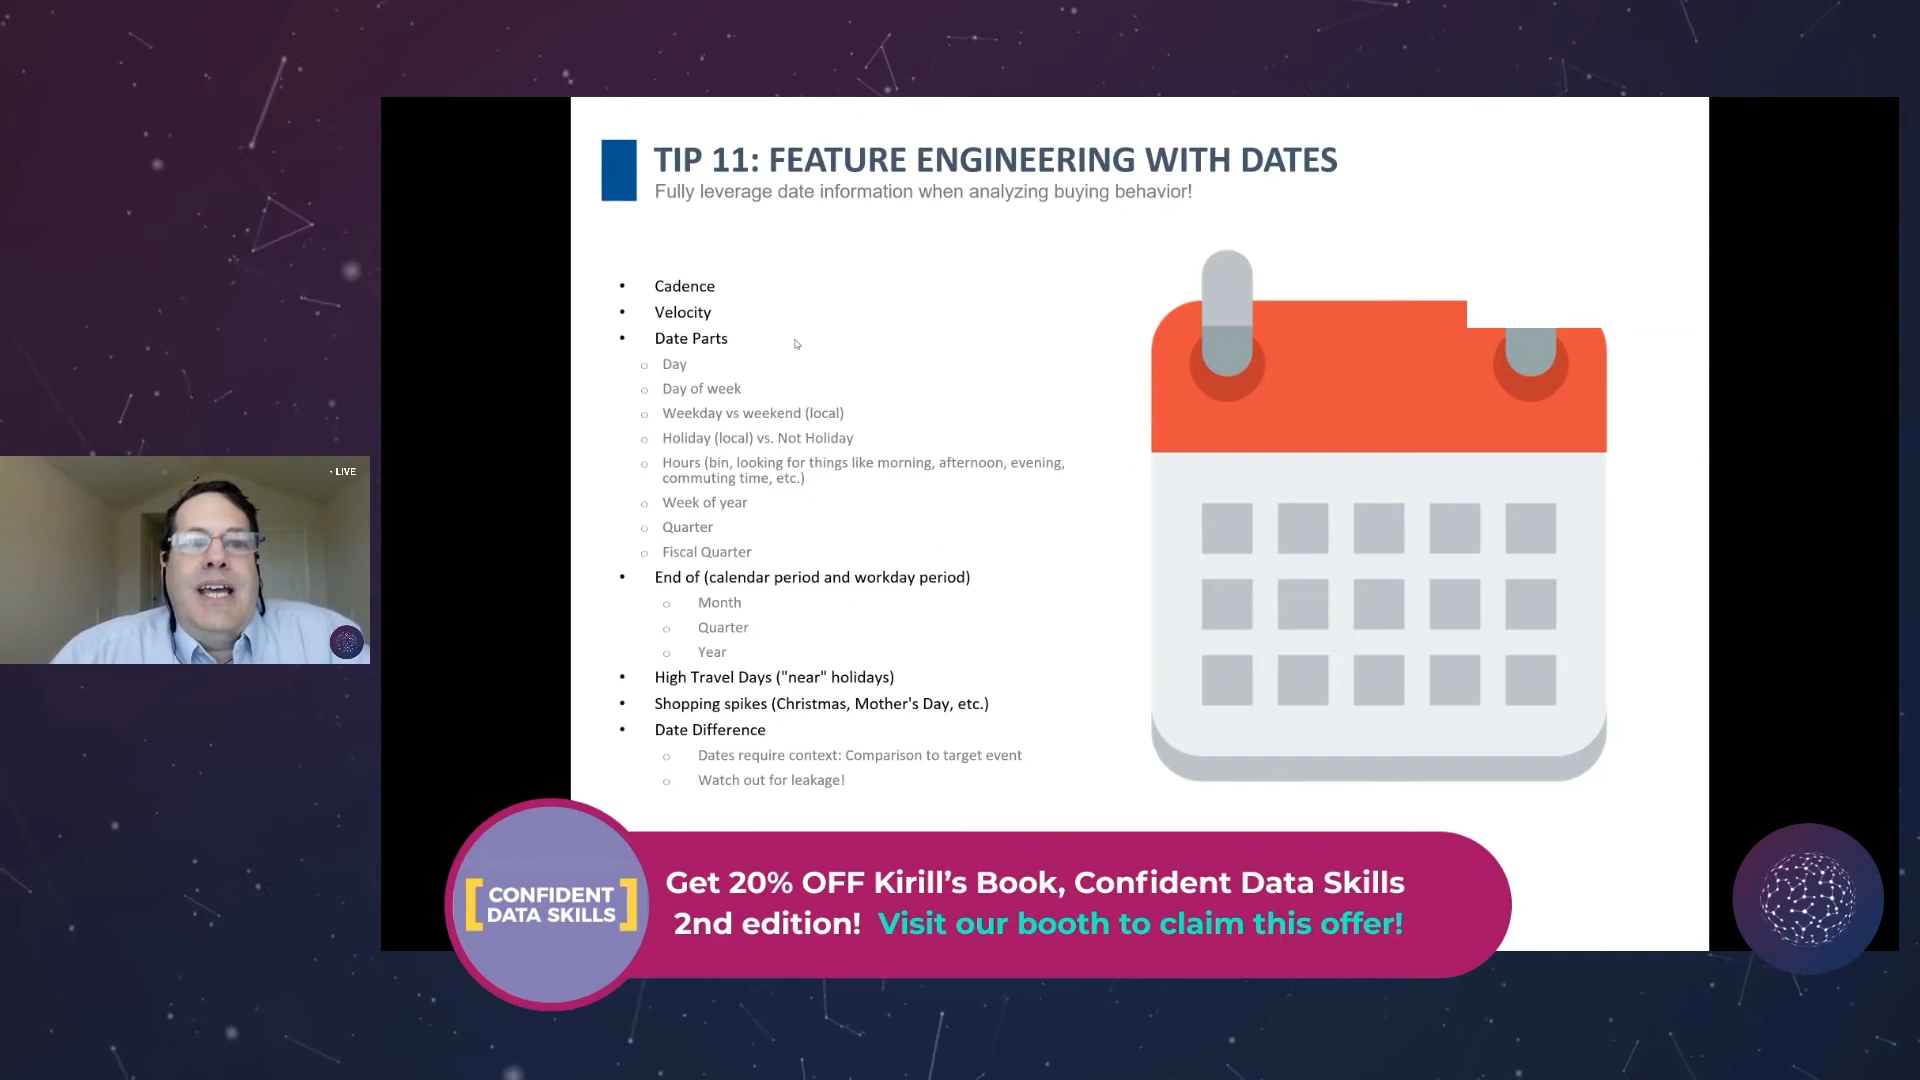 TIP 11: FEATURE ENGINEERING WITH DATES
Fully leverage date information when analyzing buying behavior!
• Cadence
• Velocity
• Date Parts
o Day
o Day of week
o Weekday vs weekend (local)
o Holiday (local) vs. Not Holiday
o Hours (bin, looking for things like morning, afternoon, evening,
commuting time, etc.)
o Week of year
o Quarter
o Fiscal Quarter
• End of (calendar period and workday period)
o Month
o Quarter
o Year
• High Travel Days ("near" holidays)
• Shopping spikes (Christmas, Mother's Day, etc.)
• Date Difference
o Dates require context: Comparison to target event
o Watch out for leakage!
• LIVE
[CONFIDENT
DATA SKILLS]
Get 20% OFF Kirill’s Book, Confident Data Skills
2nd edition! Visit our booth to claim this offer!